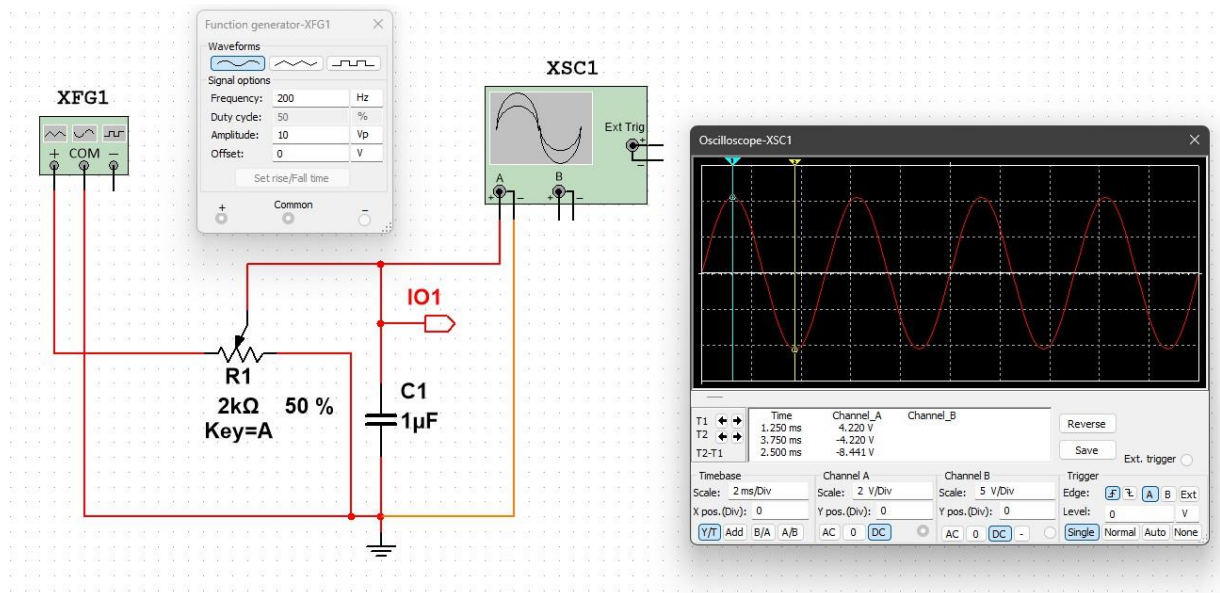 Function generator-XFG1
Waveforms
Signal options
Frequency: 200 Hz
Duty cycle: 50 %
Amplitude: 10 Vp
Offset: 0 V
Set rise/Fall time
+ Common -
XFG1
+ COM -
XSC1
Ext Trig
+
-
A B
+ - + -
IO1
R1
2kΩ 50 %
Key=A
C1
1µF
Oscilloscope-XSC1
1 2
Time Channel_A Channel_B
T1 1.250 ms 4.220 V
T2 3.750 ms -4.220 V
T2-T1 2.500 ms -8.441 V
Reverse
Save
Ext. trigger
Timebase Channel A Channel B Trigger
Scale: 2 ms/Div Scale: 2 V/Div Scale: 5 V/Div Edge: A B Ext
X pos.(Div): 0 Y pos.(Div): 0 Y pos.(Div): 0 Level: 0 V
Y/T Add B/A A/B AC 0 DC AC 0 DC - Single Normal Auto None